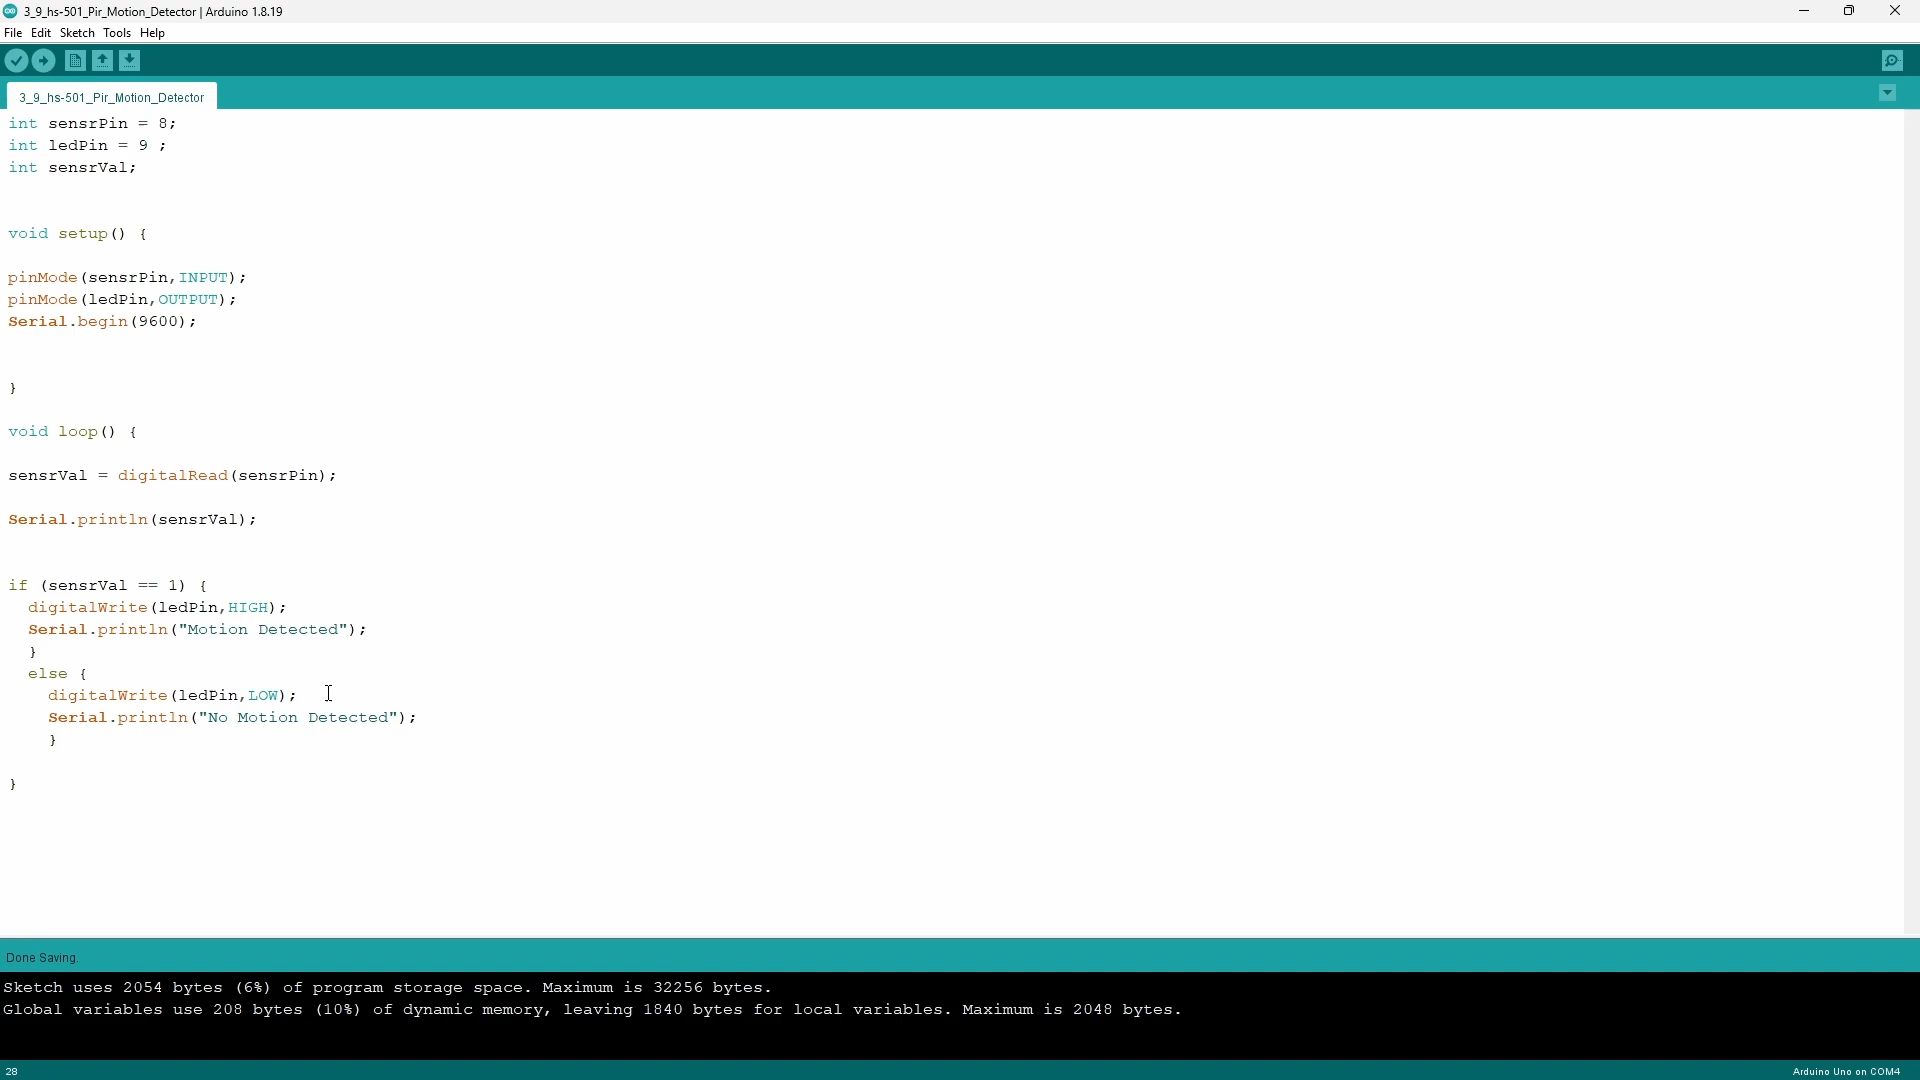 3_9_hs-501_Pir_Motion_Detector | Arduino 1.8.19
File Edit Sketch Tools Help
3_9_hs-501_Pir_Motion_Detector
int sensrPin = 8;
int ledPin = 9 ;
int sensrVal;
void setup() {
pinMode(sensrPin,INPUT);
pinMode(ledPin,OUTPUT);
Serial.begin(9600);
}
void loop() {
sensrVal = digitalRead(sensrPin);
Serial.println(sensrVal);
if (sensrVal == 1) {
digitalWrite(ledPin,HIGH);
Serial.println("Motion Detected");
}
else {
digitalWrite(ledPin,LOW);
Serial.println("No Motion Detected");
}
}
Done Saving.
Sketch uses 2054 bytes (6%) of program storage space. Maximum is 32256 bytes.
Global variables use 208 bytes (10%) of dynamic memory, leaving 1840 bytes for local variables. Maximum is 2048 bytes.
28
Arduino Uno on COM4